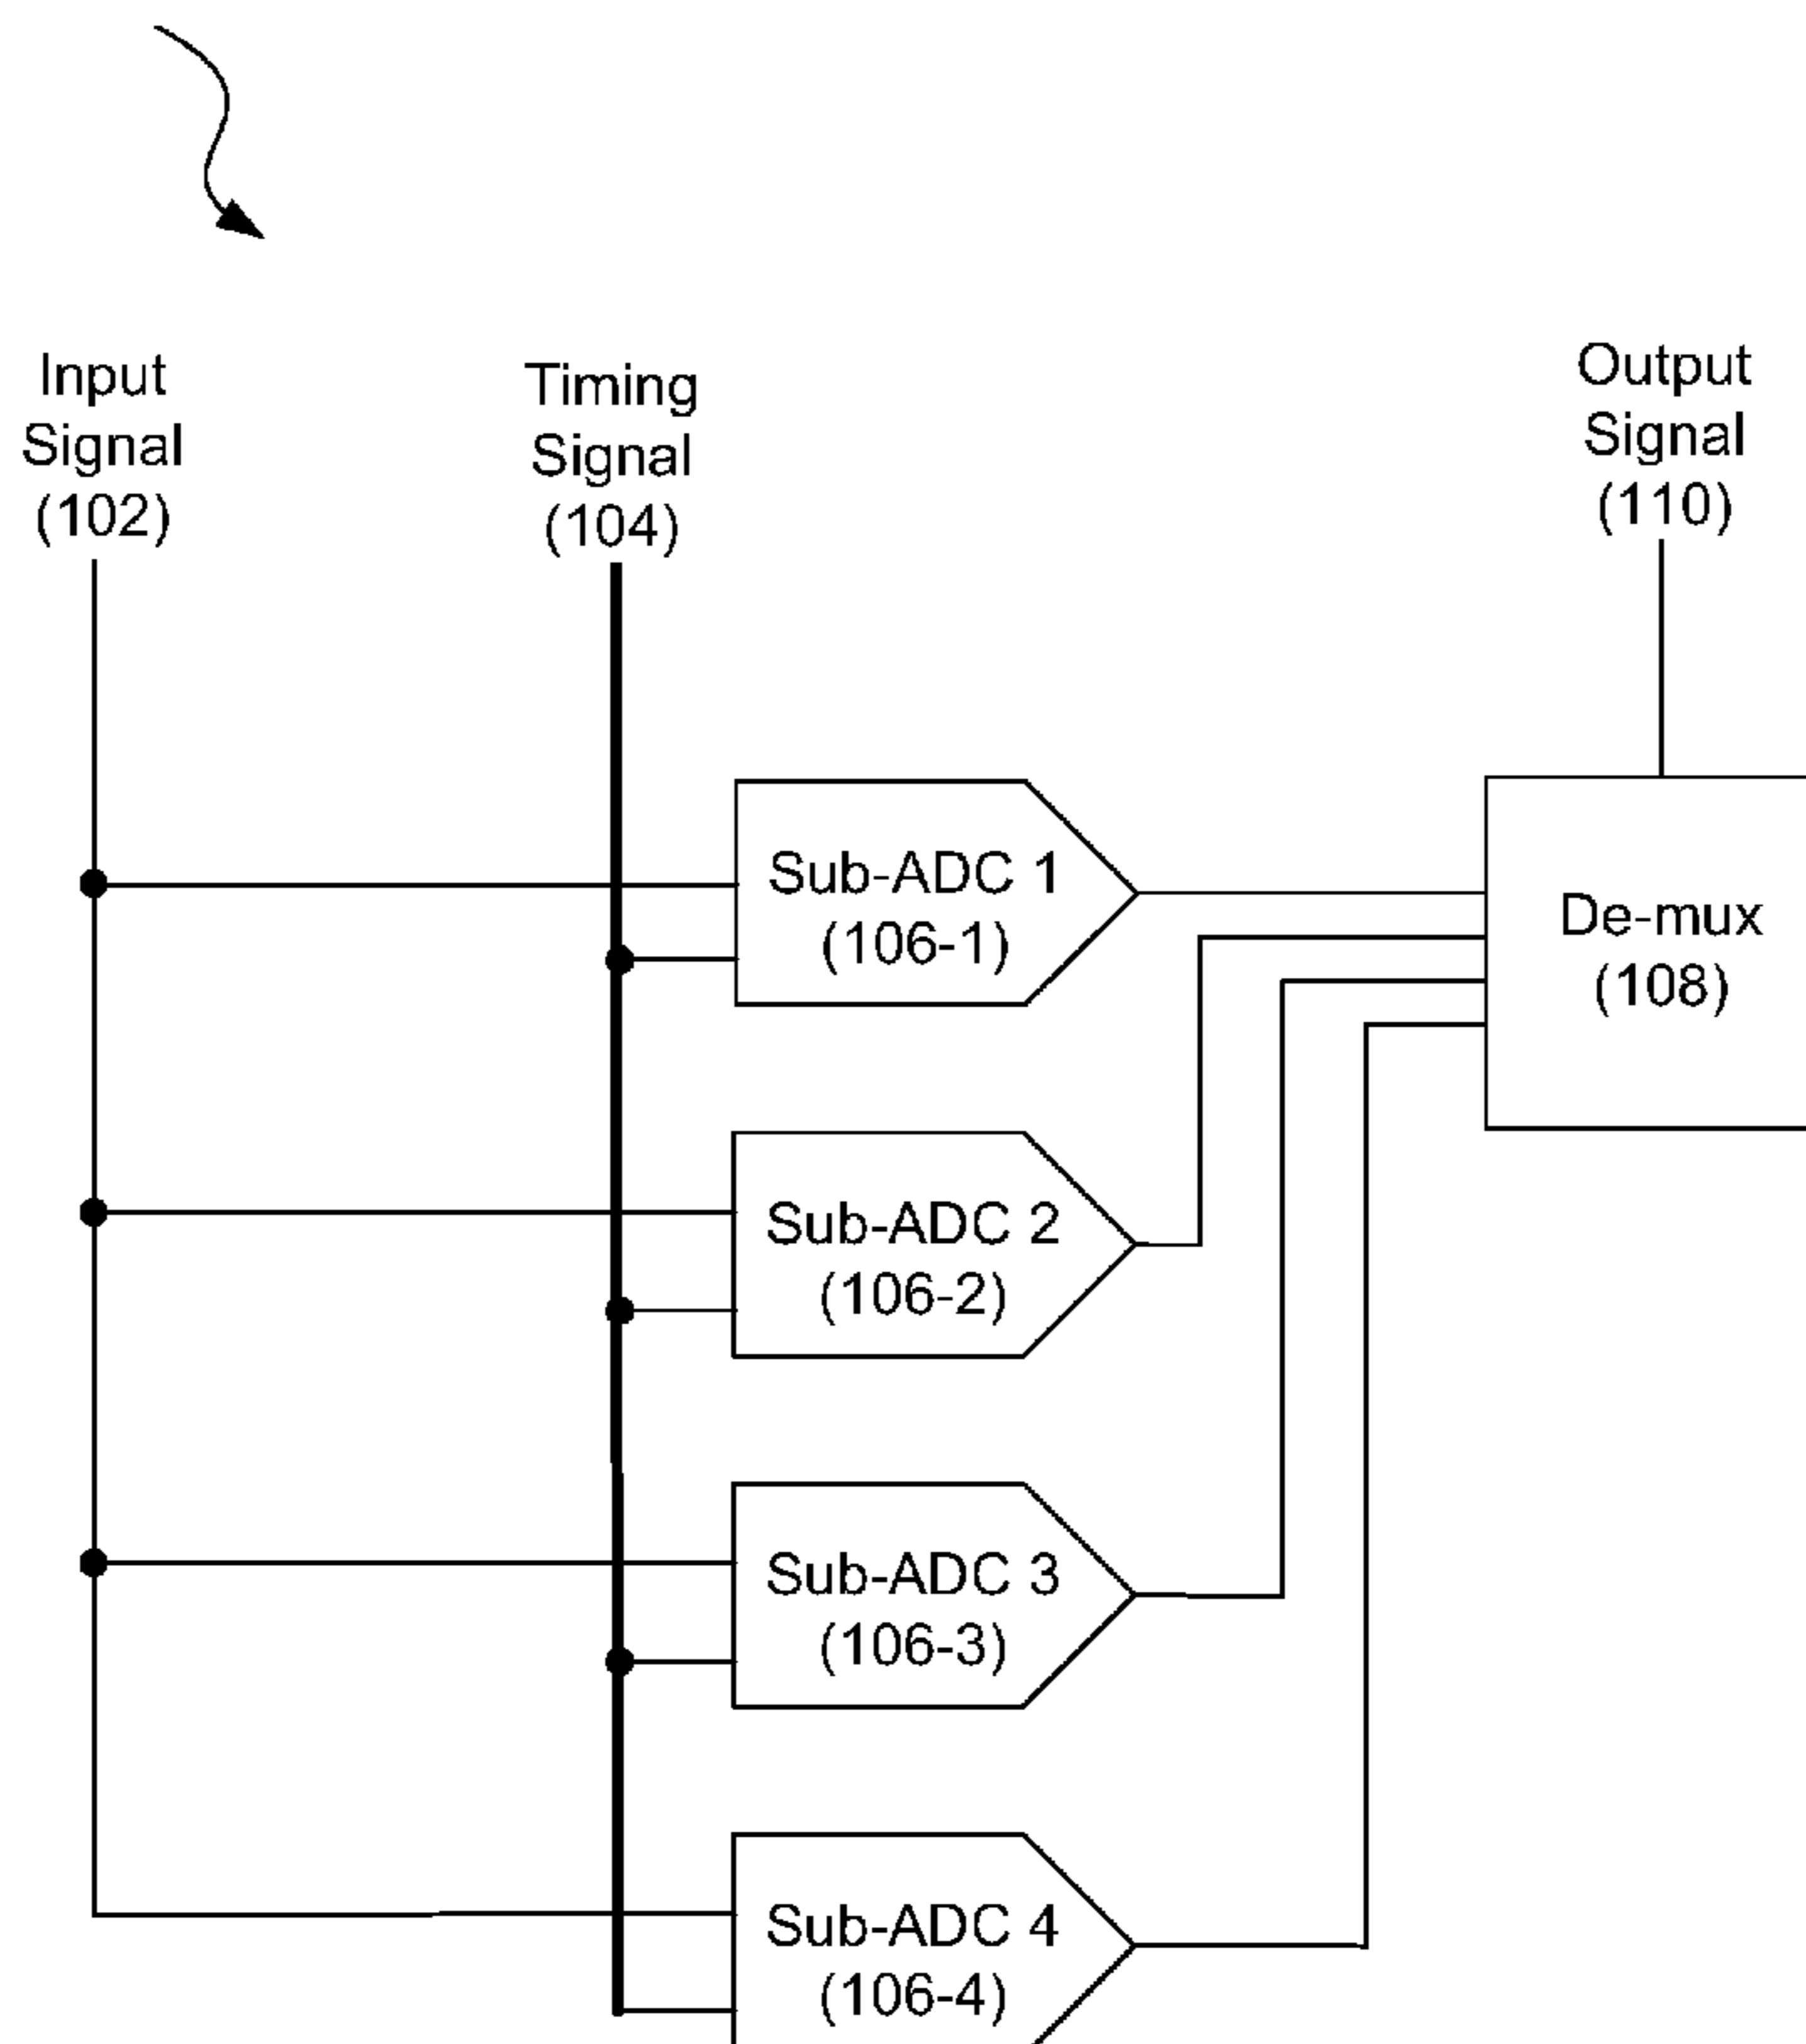 Input
Signal
(102)
Timing
Signal
(104)
Output
Signal
(110)
Sub-ADC 1
(106-1)
De-mux
(108)
Sub-ADC 2
(106-2)
Sub-ADC 3
(106-3)
Sub-ADC 4
(106-4)